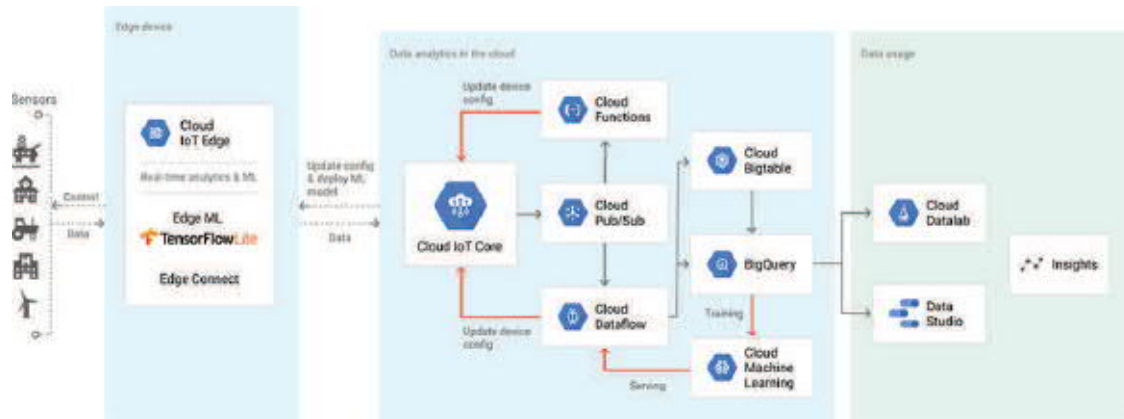 Edge device
Data analytics in the cloud
Data usage
Sensors
Control
Data
Cloud
IoT Edge
Real-time analytics & ML
Edge ML
TensorFlowLite
Edge Connect
Update config
& deploy ML
model
Data
Update device
config
Cloud IoT Core
Update device
config
Cloud
Functions
Cloud
Pub/Sub
Cloud
Dataflow
Cloud
Bigtable
BigQuery
Training
Cloud
Machine
Learning
Serving
Cloud
Datalab
Data
Studio
Insights